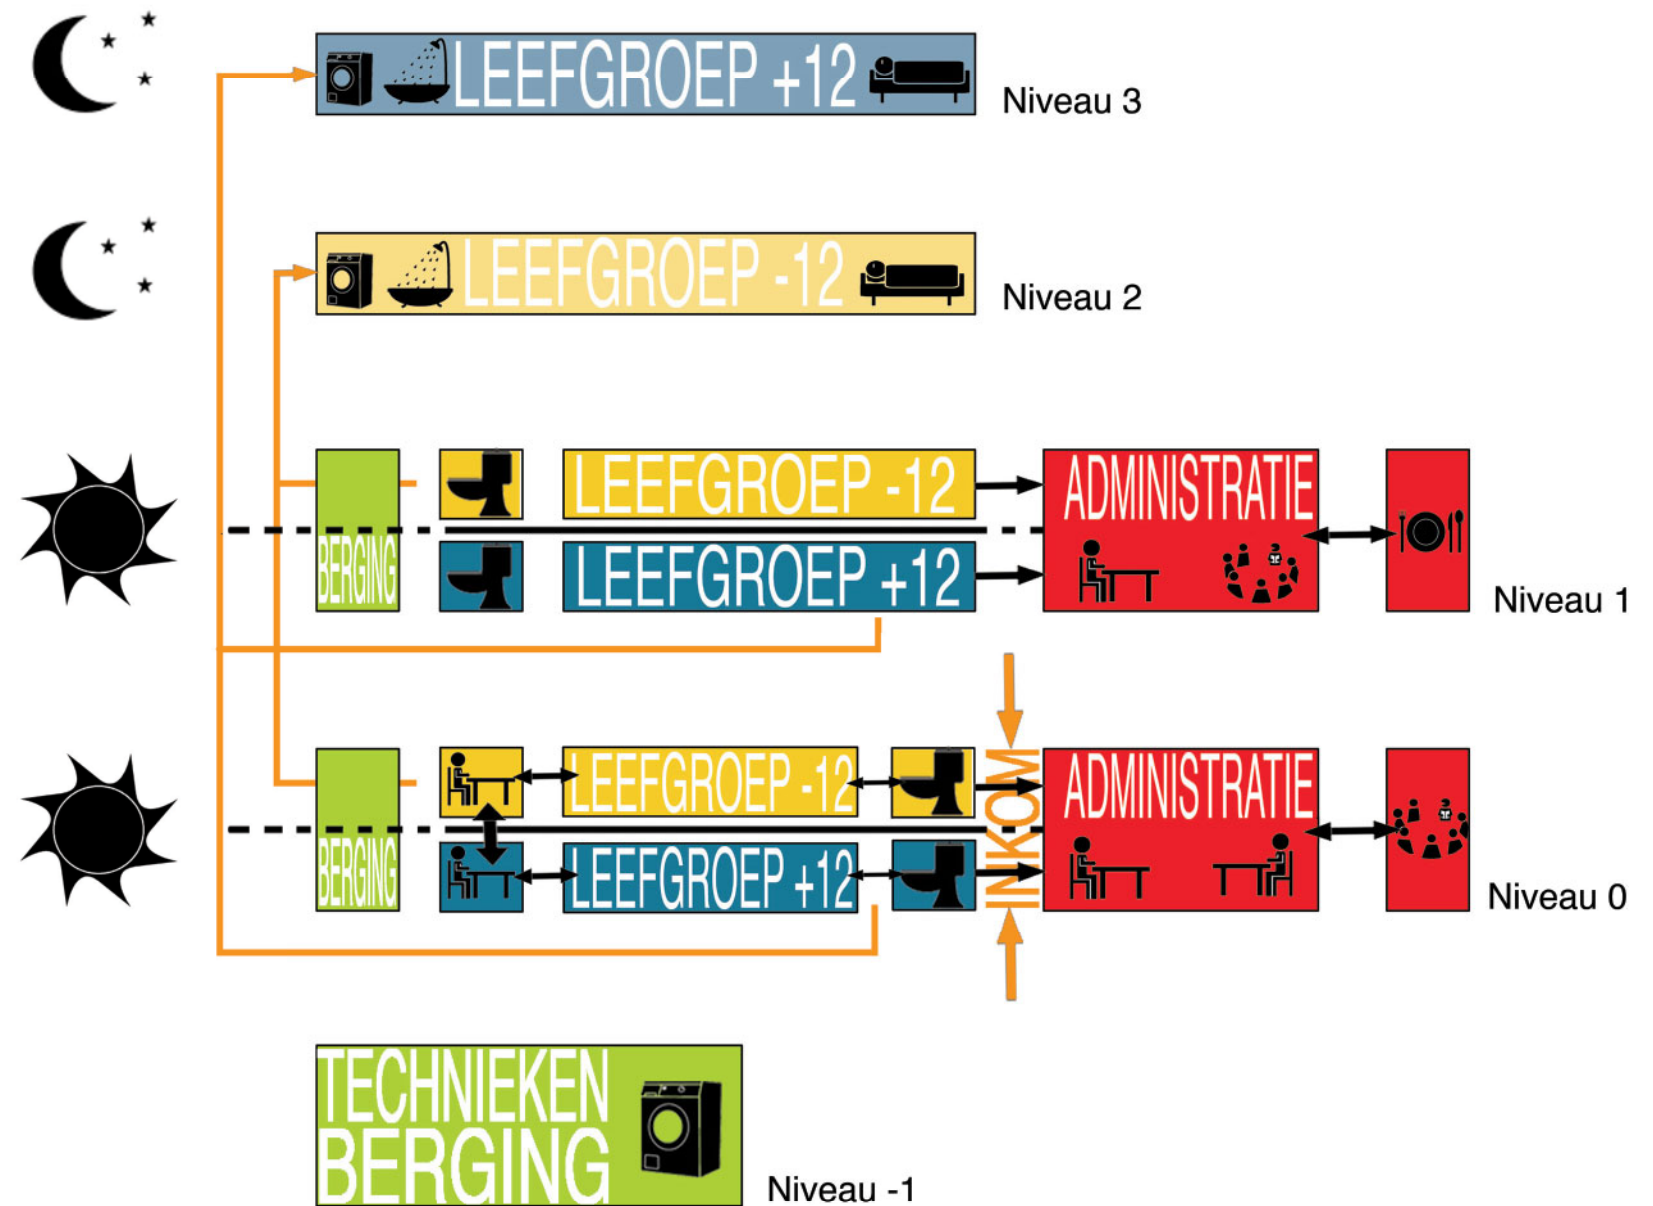 LEEFGROEP +12
Niveau 3
LEEFGROEP -12
Niveau 2
LEEFGROEP -12
ADMINISTRATIE
BERGING
LEEFGROEP +12
Niveau 1
INKOM
LEEFGROEP -12
ADMINISTRATIE
BERGING
LEEFGROEP +12
Niveau 0
TECHNIEKEN
BERGING
Niveau -1